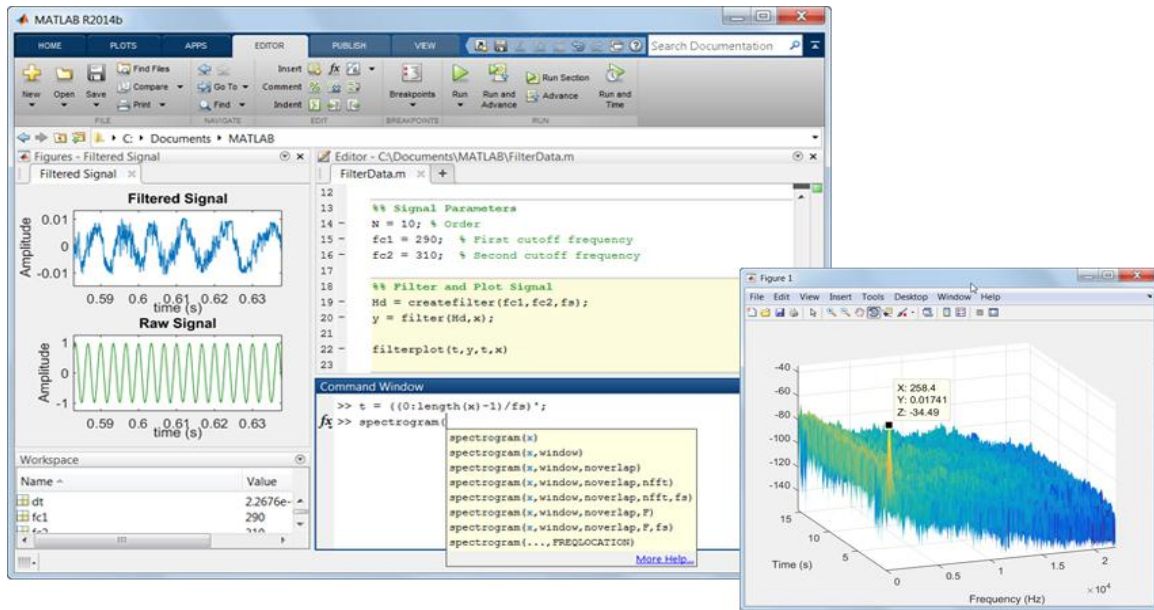 MATLAB R2014b
HOME PLOTS APPS EDITOR PUBLISH VIEW Search Documentation
New Open Save Find Files Compare Print
FILE
Go To Find
NAVIGATE
Insert fx
Comment
Indent
EDIT
Breakpoints
BREAKPOINTS
Run Run and Advance Run Section Advance Run and Time
RUN
C: Documents MATLAB
Figures - Filtered Signal
Filtered Signal
Filtered Signal
Amplitude
0.01
0
-0.01
0.59 0.6 0.61 0.62 0.63
time (s)
Raw Signal
Amplitude
1
0
-1
0.59 0.6 0.61 0.62 0.63
time (s)
Workspace
Name Value
dt 2.2676e-
fc1 290
fc2 310
Editor - C:\Documents\MATLAB\FilterData.m
FilterData.m +
12
13 %% Signal Parameters
14 - N = 10; % Order
15 - fc1 = 290; % First cutoff frequency
16 - fc2 = 310; % Second cutoff frequency
17
18 %% Filter and Plot Signal
19 - Hd = createfilter(fc1,fc2,fs);
20 - y = filter(Hd,x);
21
22 - filterplot(t,y,t,x)
23
Command Window
>> t = ((0:length(x)-1)/fs)';
fx >> spectrogram(
spectrogram(x)
spectrogram(x,window)
spectrogram(x,window,noverlap)
spectrogram(x,window,noverlap,nfft)
spectrogram(x,window,noverlap,nfft,fs)
spectrogram(x,window,noverlap,F)
spectrogram(x,window,noverlap,F,fs)
spectrogram(...,FREQLOCATION)
More Help...
Figure 1
File Edit View Insert Tools Desktop Window Help
-40
-60
-80
-100
-120
-140
X: 258.4
Y: 0.01741
Z: -34.49
15
10
5
Time (s)
0 0.5 1 1.5 2
× 10^4
Frequency (Hz)